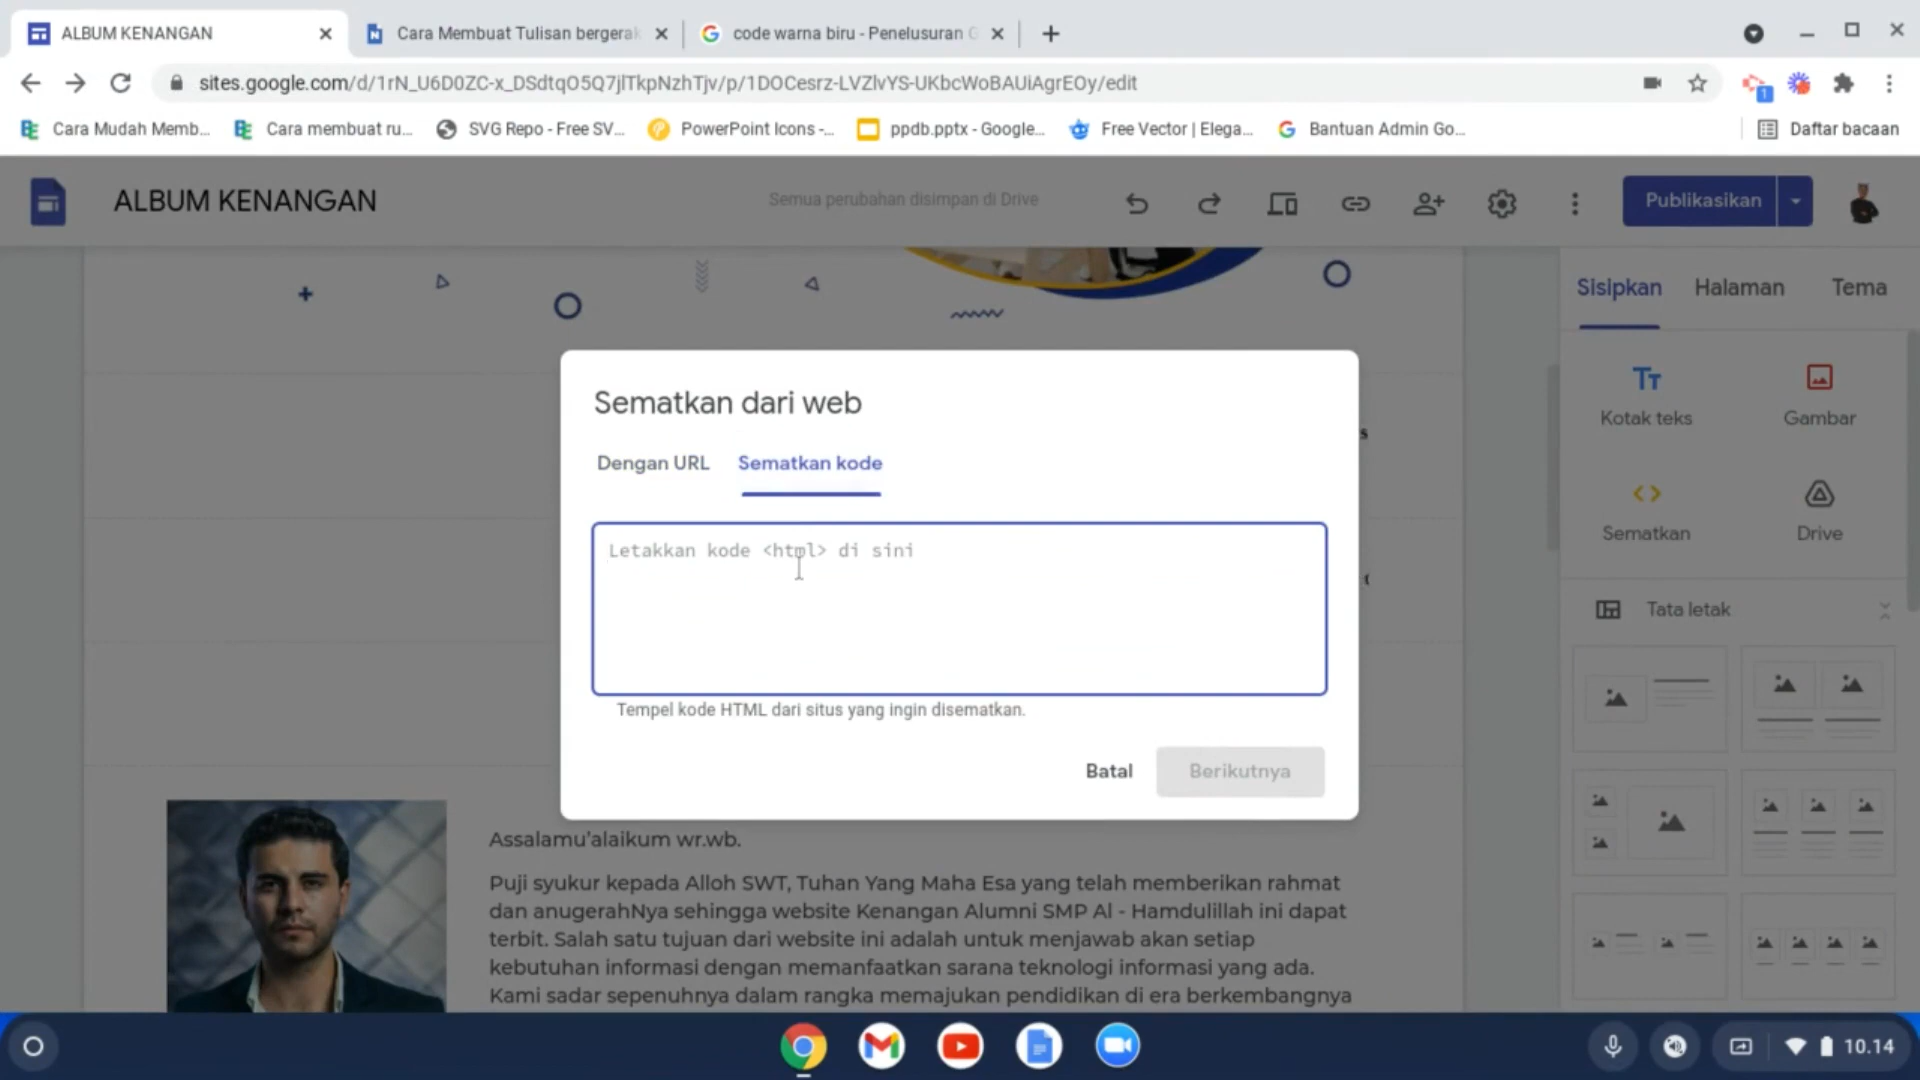 ALBUM KENANGAN
Cara Membuat Tulisan bergerak
code warna biru - Penelusuran G
sites.google.com/d/1rN_U6D0ZC-x_DSdtqO5Q7jlTkpNzhTjv/p/1DOCesrz-LVZlvYS-UKbcWoBAUiAgrEOy/edit
1
Cara Mudah Memb...
Cara membuat ru...
SVG Repo - Free SV...
PowerPoint Icons -...
ppdb.pptx - Google...
Free Vector | Elega...
Bantuan Admin Go...
Daftar bacaan
ALBUM KENANGAN
Semua perubahan disimpan di Drive
Publikasikan
Sisipkan
Halaman
Tema
Tr
Kotak teks
Gambar
Sematkan
Drive
Tata letak
Sematkan dari web
Dengan URL
Sematkan kode
Letakkan kode <html> di sini
Tempel kode HTML dari situs yang ingin disematkan.
Batal
Berikutnya
Assalamu'alaikum wr.wb.
Puji syukur kepada Alloh SWT, Tuhan Yang Maha Esa yang telah memberikan rahmat
dan anugerahNya sehingga website Kenangan Alumni SMP Al - Hamdulillah ini dapat
terbit. Salah satu tujuan dari website ini adalah untuk menjawab akan setiap
kebutuhan informasi dengan memanfaatkan sarana teknologi informasi yang ada.
Kami sadar sepenuhnya dalam rangka memajukan pendidikan di era berkembangnya
10.14